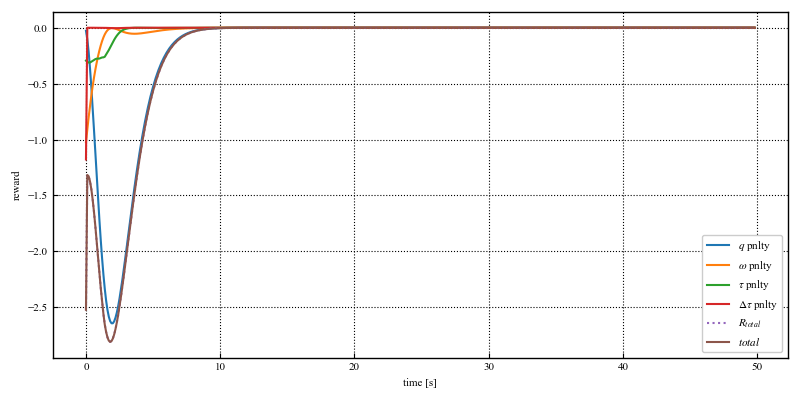 0.0
−0.5
−1.0
−1.5
−2.0
−2.5
reward
0 10 20 30 40 50
time [s]
q pnlty
ω pnlty
τ pnlty
Δτ pnlty
R_total
total